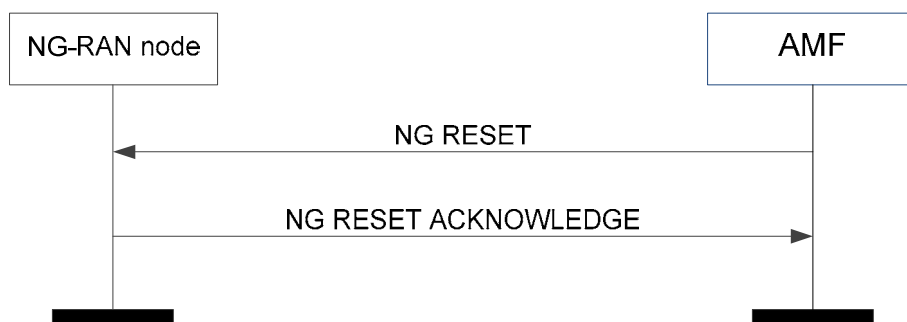 NG-RAN node
AMF
NG RESET
NG RESET ACKNOWLEDGE